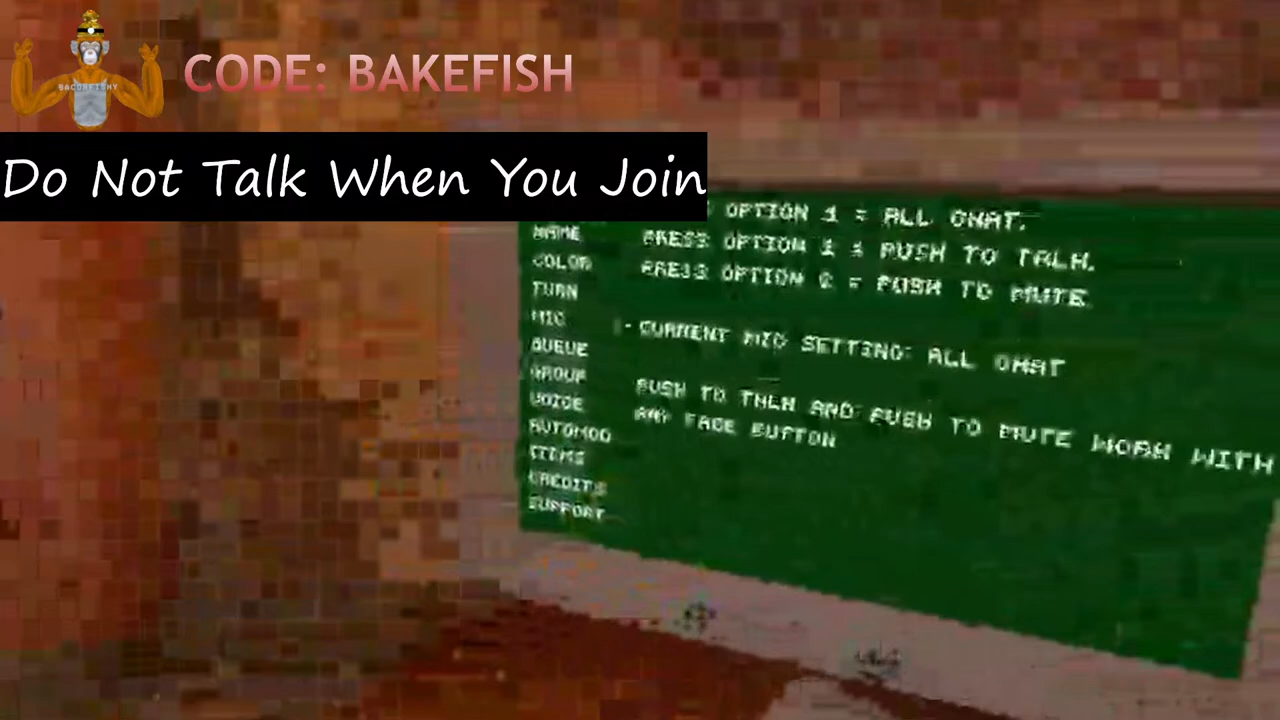 BACONFISHY
CODE: BAKEFISH
Do Not Talk When You Join
OPTION 1 = ALL CHAT.
NAME
PRESS OPTION 1 = PUSH TO TALK.
COLOR
PRESS OPTION 2 = PUSH TO MUTE.
TURN
MIC
CURRENT MIC SETTING: ALL CHAT
QUEUE
GROUP
PUSH TO TALK AND PUSH TO MUTE WORK WITH
VOICE
ANY FACE BUTTON
AUTOMOD
ITEMS
CREDITS
SUPPORT